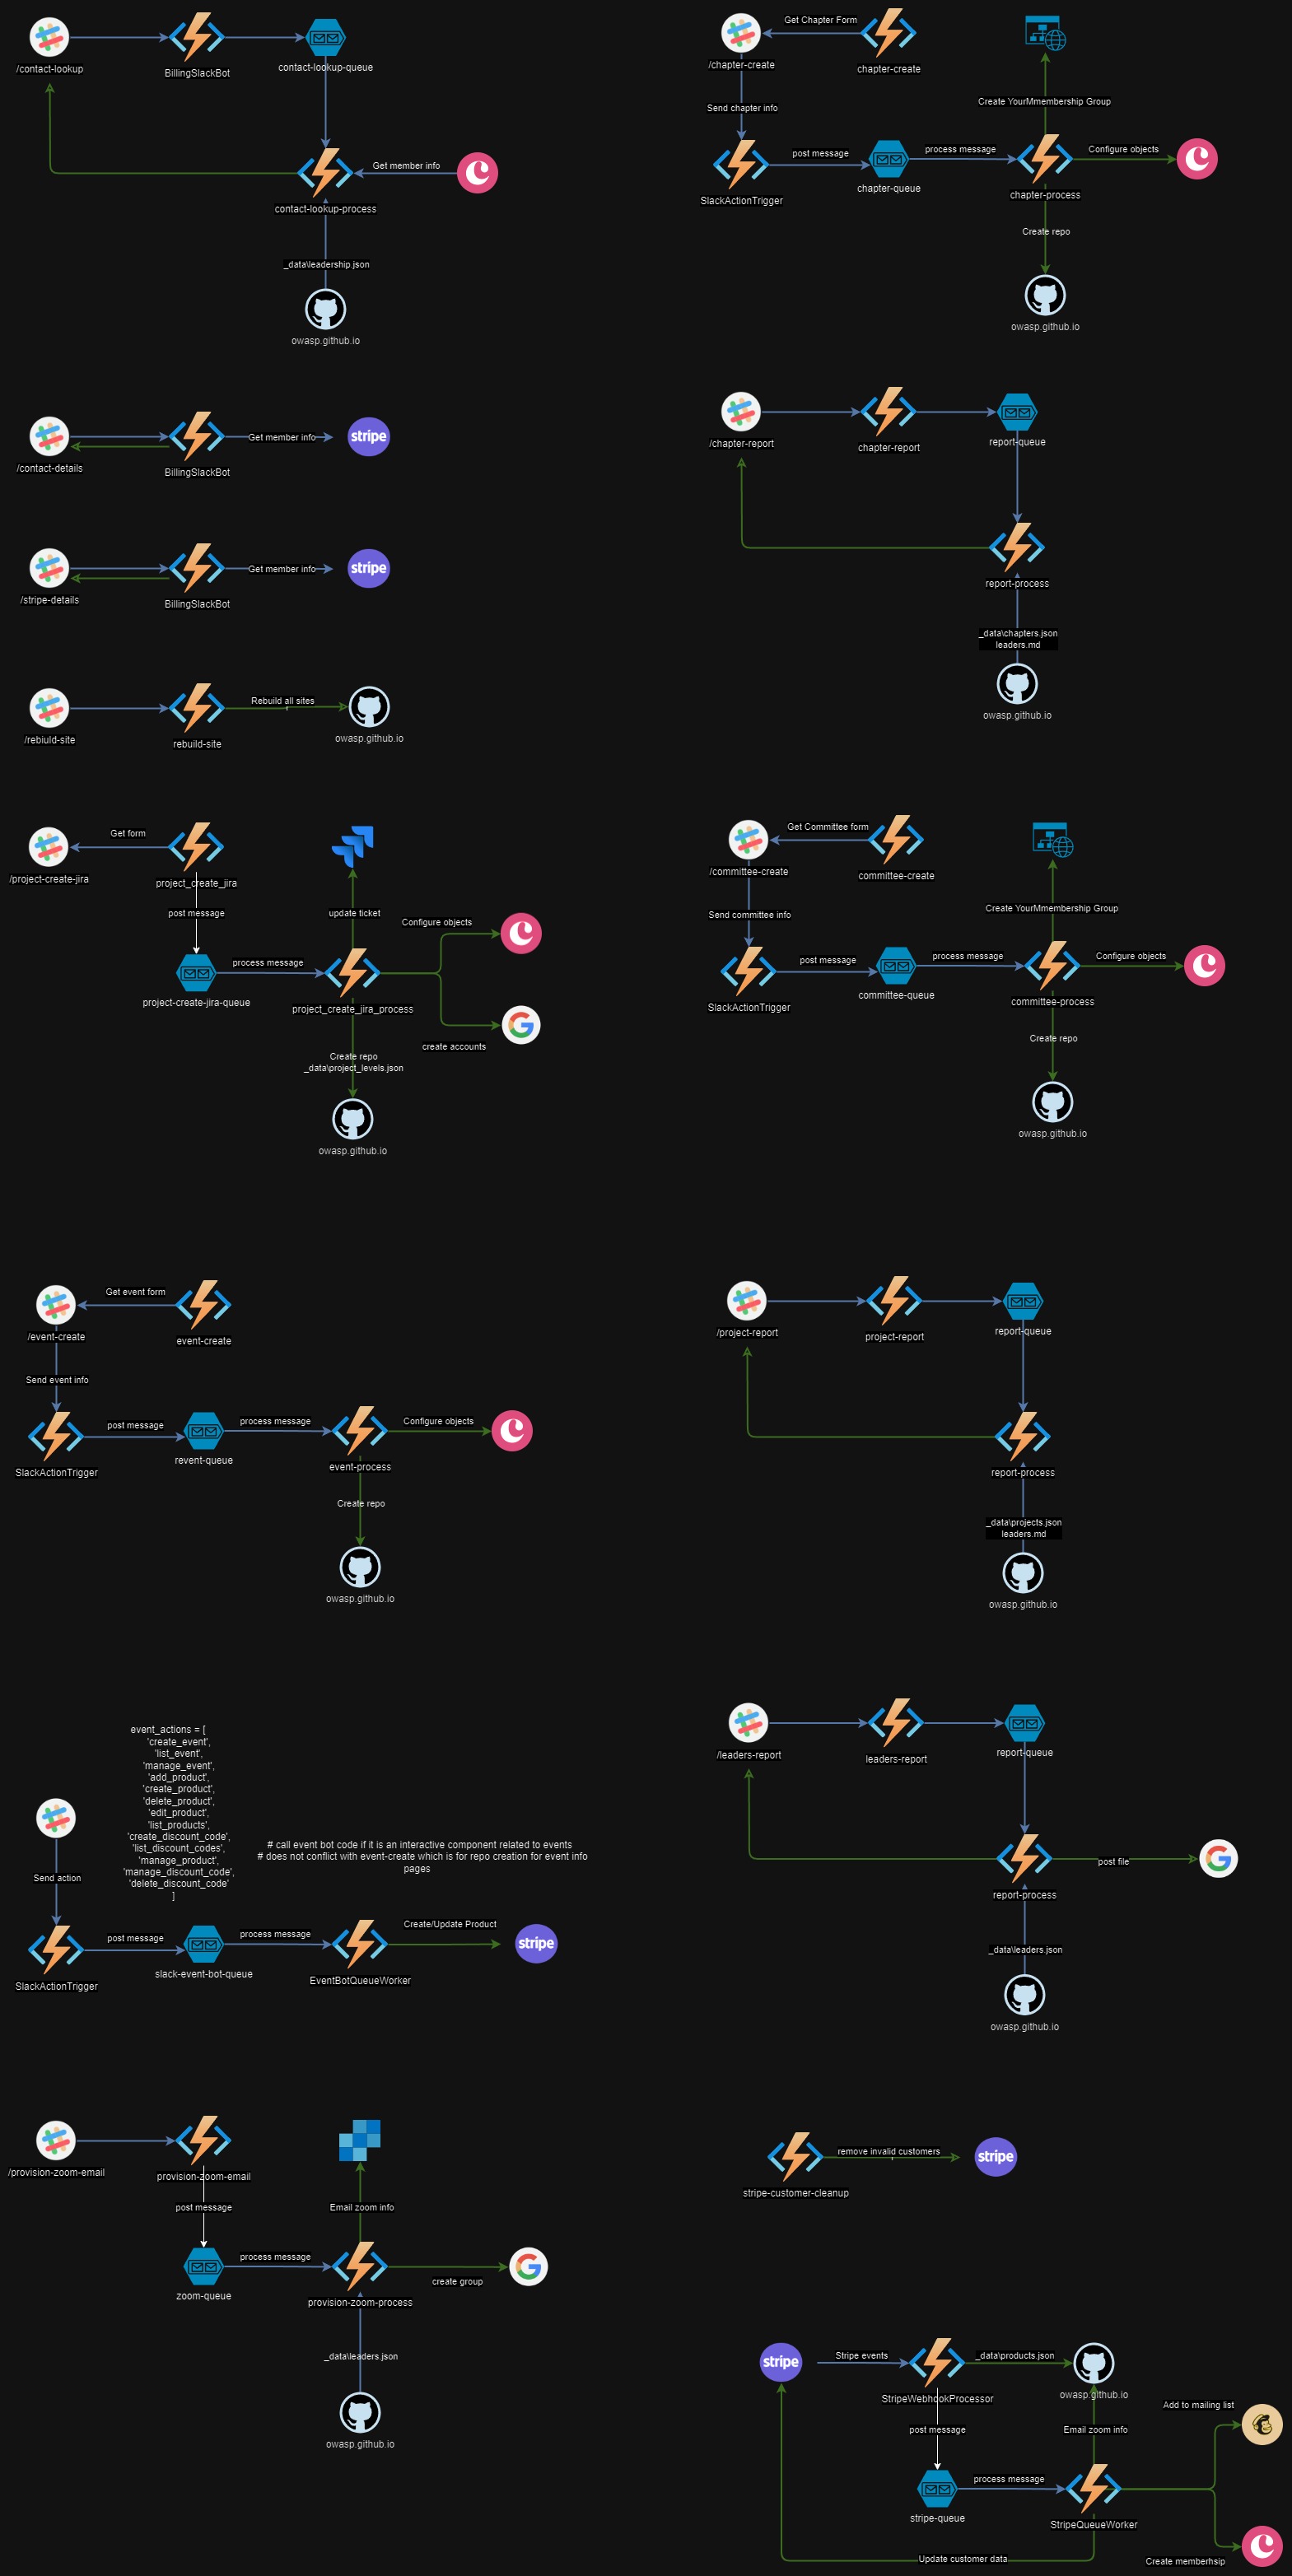 /contact-lookup
BillingSlackBot
contact-lookup-queue
Get member info
contact-lookup-process
_data\leadership.json
owasp.github.io
Get Chapter Form
/chapter-create
chapter-create
Send chapter info
Create YourMmembership Group
post message
process message
Configure objects
SlackActionTrigger
chapter-queue
chapter-process
Create repo
owasp.github.io
/contact-details
BillingSlackBot
Get member info
stripe
/chapter-report
chapter-report
report-queue
report-process
_data\chapters.json
leaders.md
owasp.github.io
/stripe-details
BillingSlackBot
Get member info
stripe
/rebiuld-site
rebuild-site
Rebuild all sites
owasp.github.io
Get form
/project-create-jira
project_create_jira
post message
update ticket
Configure objects
process message
project-create-jira-queue
project_create_jira_process
create accounts
Create repo
_data\project_levels.json
owasp.github.io
Get Committee form
/committee-create
committee-create
Send committee info
Create YourMmembership Group
post message
process message
Configure objects
SlackActionTrigger
committee-queue
committee-process
Create repo
owasp.github.io
Get event form
/event-create
event-create
Send event info
post message
process message
Configure objects
SlackActionTrigger
revent-queue
event-process
Create repo
owasp.github.io
/project-report
project-report
report-queue
report-process
_data\projects.json
leaders.md
owasp.github.io
event_actions = [
'create_event',
'list_event',
'manage_event',
'add_product',
'create_product',
'delete_product',
'edit_product',
'list_products',
'create_discount_code',
'list_discount_codes',
'manage_product',
'manage_discount_code',
'delete_discount_code'
]
# call event bot code if it is an interactive component related to events
# does not conflict with event-create which is for repo creation for event info
pages
Send action
post message
process message
Create/Update Product
stripe
SlackActionTrigger
slack-event-bot-queue
EventBotQueueWorker
/leaders-report
leaders-report
report-queue
report-process
post file
_data\leaders.json
owasp.github.io
/provision-zoom-email
provision-zoom-email
post message
Email zoom info
process message
zoom-queue
provision-zoom-process
create group
_data\leaders.json
owasp.github.io
remove invalid customers
stripe
stripe-customer-cleanup
stripe
Stripe events
_data\products.json
StripeWebhookProcessor
owasp.github.io
post message
Email zoom info
Add to mailing list
process message
stripe-queue
StripeQueueWorker
Update customer data
Create memberhsip